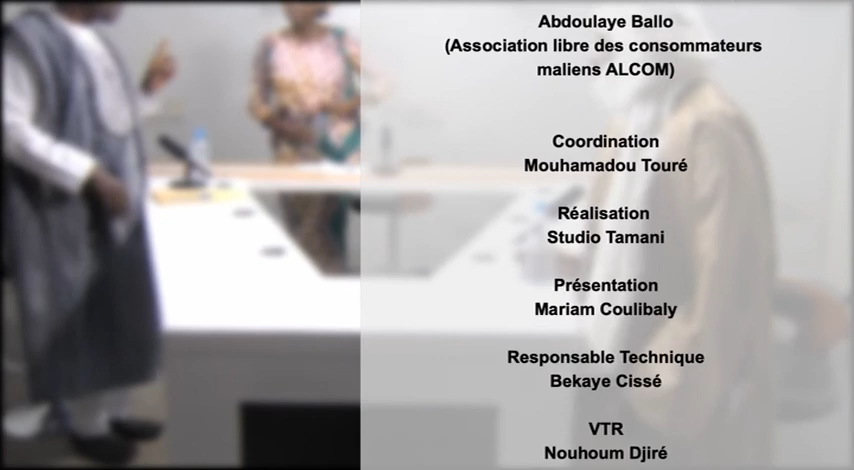 Abdoulaye Ballo
(Association libre des consommateurs
maliens ALCOM)
Coordination
Mouhamadou Touré
Réalisation
Studio Tamani
Présentation
Mariam Coulibaly
Responsable Technique
Bekaye Cissé
VTR
Nouhoum Djiré